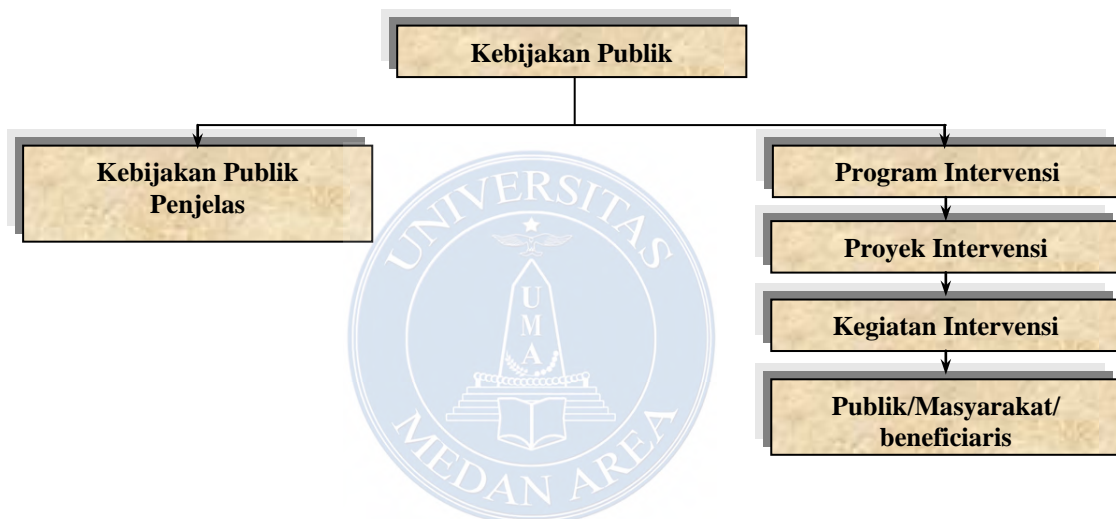 Kebijakan Publik
Kebijakan Publik
Penjelas
Program Intervensi
Proyek Intervensi
Kegiatan Intervensi
Publik/Masyarakat/
beneficiaris
UNIVERSITAS
U
M
A
MEDAN AREA